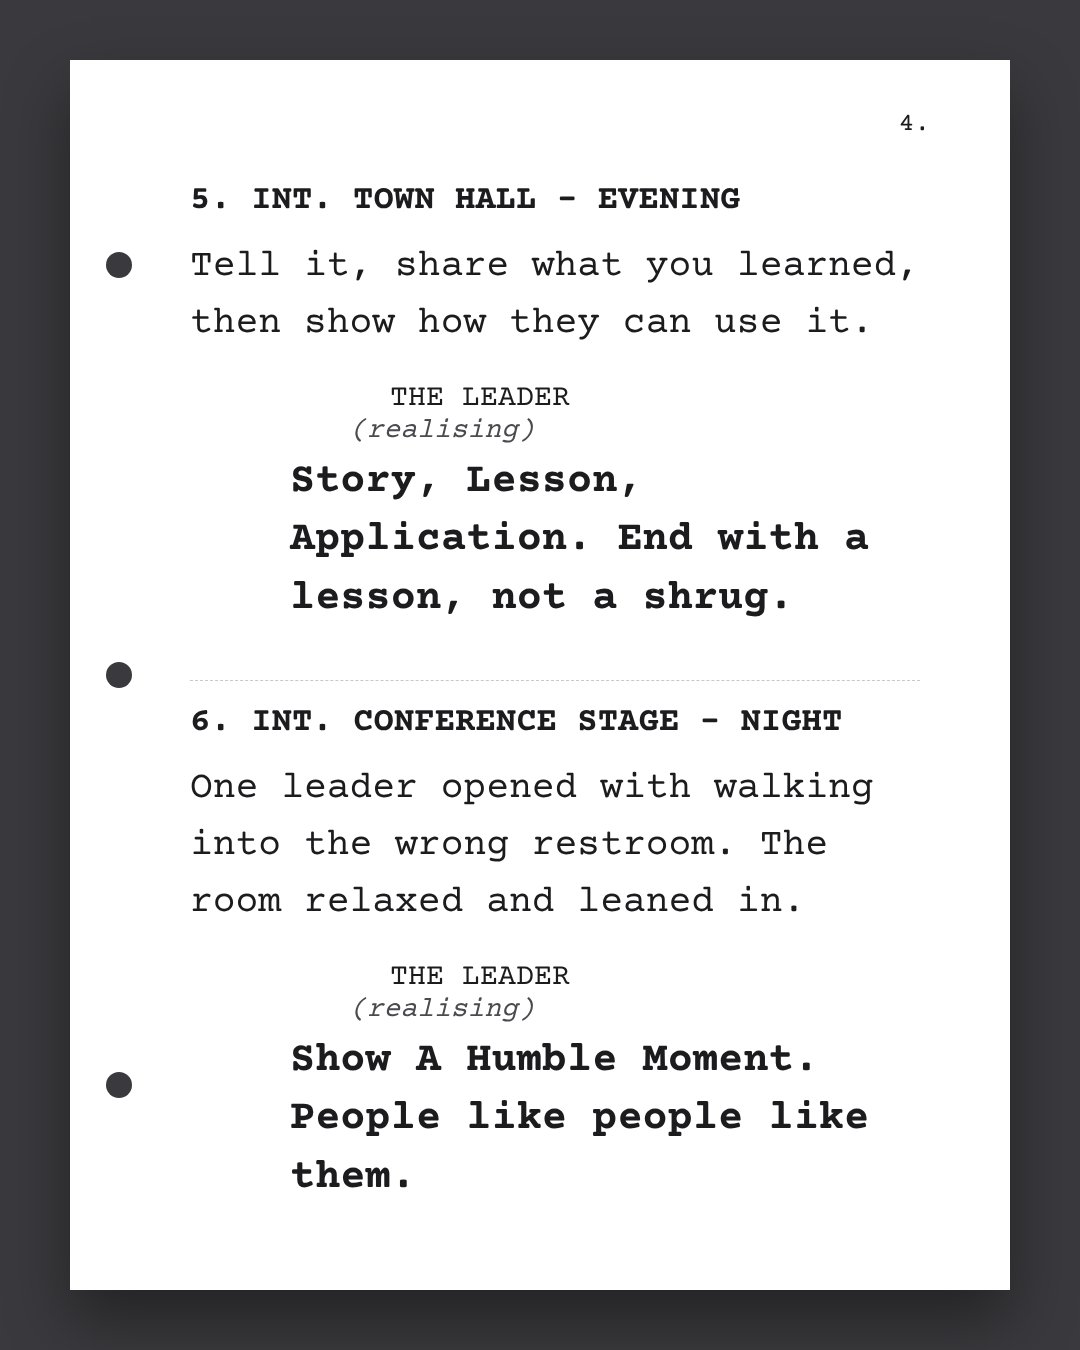 4.
5. INT. TOWN HALL – EVENING
Tell it, share what you learned,
then show how they can use it.
THE LEADER
(realising)
Story, Lesson,
Application. End with a
lesson, not a shrug.
6. INT. CONFERENCE STAGE – NIGHT
One leader opened with walking
into the wrong restroom. The
room relaxed and leaned in.
THE LEADER
(realising)
Show A Humble Moment.
People like people like
them.